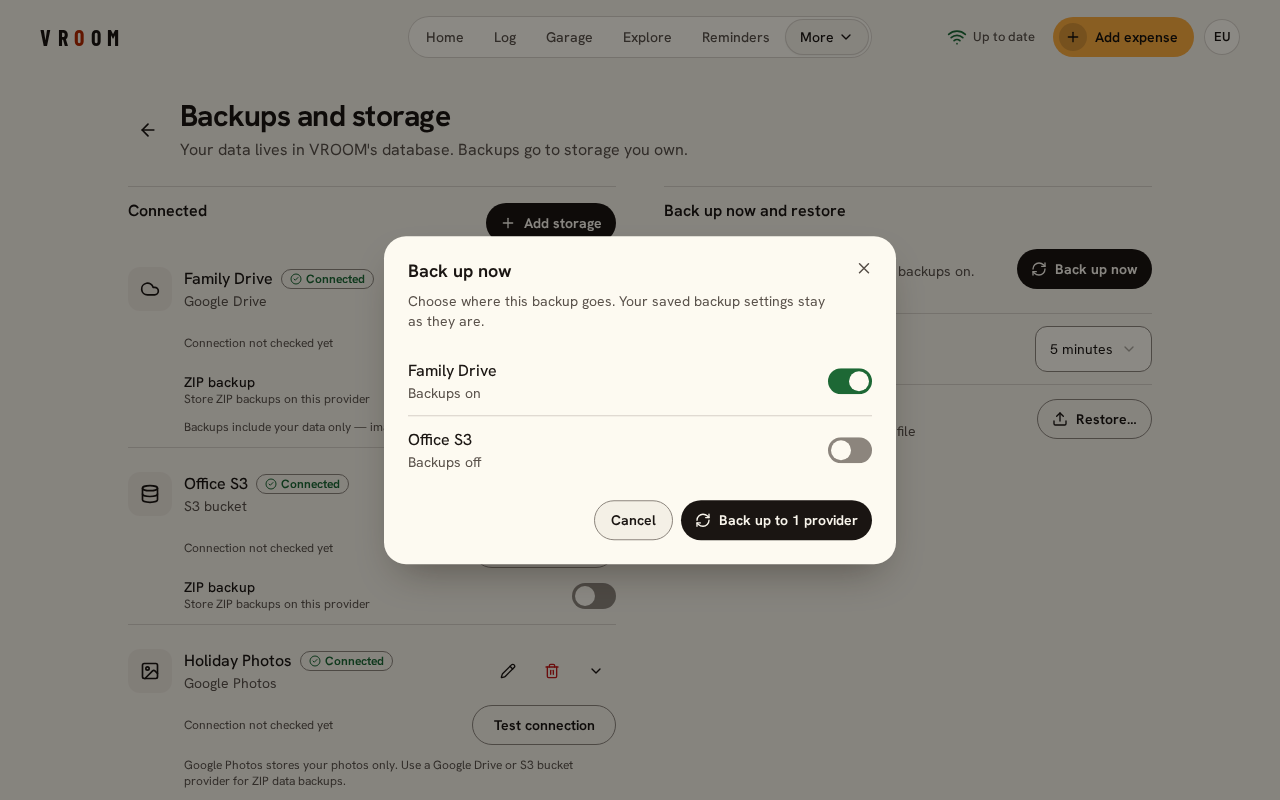 VROOM
Home
Log
Garage
Explore
Reminders
More
Up to date
Add expense
EU
Backups and storage
Your data lives in VROOM's database. Backups go to storage you own.
Connected
Add storage
Family Drive
Connected
Google Drive
Connection not checked yet
ZIP backup
Store ZIP backups on this provider
Backups include your data only —
Office S3
Connected
S3 bucket
Connection not checked yet
ZIP backup
Store ZIP backups on this provider
Holiday Photos
Connected
Google Photos
Connection not checked yet
Test connection
Google Photos stores your photos only. Use a Google Drive or S3 bucket
provider for ZIP data backups.
Back up now and restore
backups on.
Back up now
5 minutes
file
Restore...
Back up now
Choose where this backup goes. Your saved backup settings stay
as they are.
Family Drive
Backups on
Office S3
Backups off
Cancel
Back up to 1 provider